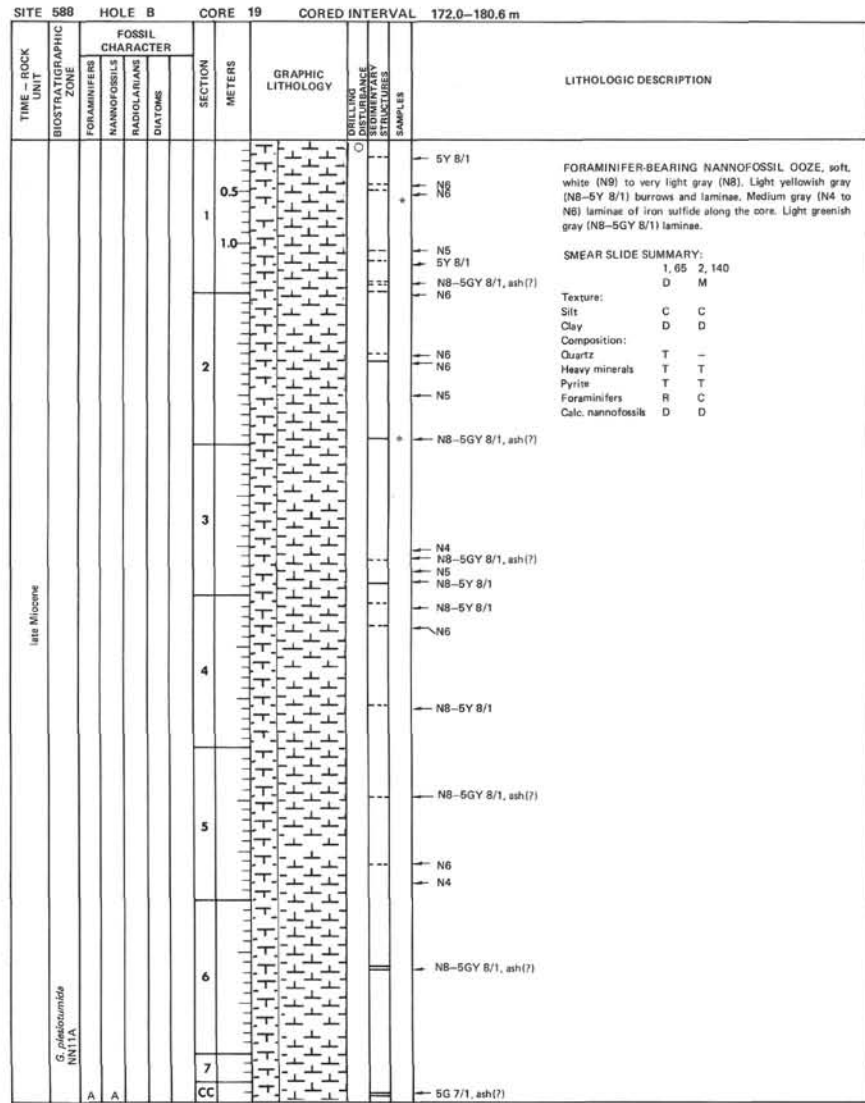 SITE 588 HOLE B CORE 19 CORED INTERVAL 172.0–180.6 m
TIME – ROCK UNIT
BIOSTRATIGRAPHIC ZONE
FOSSIL CHARACTER
FORAMINIFERS
NANNOFOSSILS
RADIOLARIANS
DIATOMS
SECTION
METERS
GRAPHIC LITHOLOGY
DRILLING DISTURBANCE
SEDIMENTARY STRUCTURES
SAMPLES
LITHOLOGIC DESCRIPTION
late Miocene
G. plesiotumida
NN11A
A A
1
0.5
1.0
2
3
4
5
6
7
CC
5Y 8/1
N6
N6
*
N5
5Y 8/1
N8–5GY 8/1, ash(?)
N6
N6
N6
N5
*
N8–5GY 8/1, ash(?)
N4
N8–5GY 8/1, ash(?)
N5
N8–5Y 8/1
N8–5Y 8/1
N6
N8–5Y 8/1
N8–5GY 8/1, ash(?)
N6
N4
N8–5GY 8/1, ash(?)
5G 7/1, ash(?)
FORAMINIFER-BEARING NANNOFOSSIL OOZE, soft,
white (N9) to very light gray (N8). Light yellowish gray
(N8–5Y 8/1) burrows and laminae. Medium gray (N4 to
N6) laminae of iron sulfide along the core. Light greenish
gray (N8–5GY 8/1) laminae.
SMEAR SLIDE SUMMARY:
1, 65 2, 140
D M
Texture:
Silt C C
Clay D D
Composition:
Quartz T –
Heavy minerals T T
Pyrite T T
Foraminifers R C
Calc. nannofossils D D